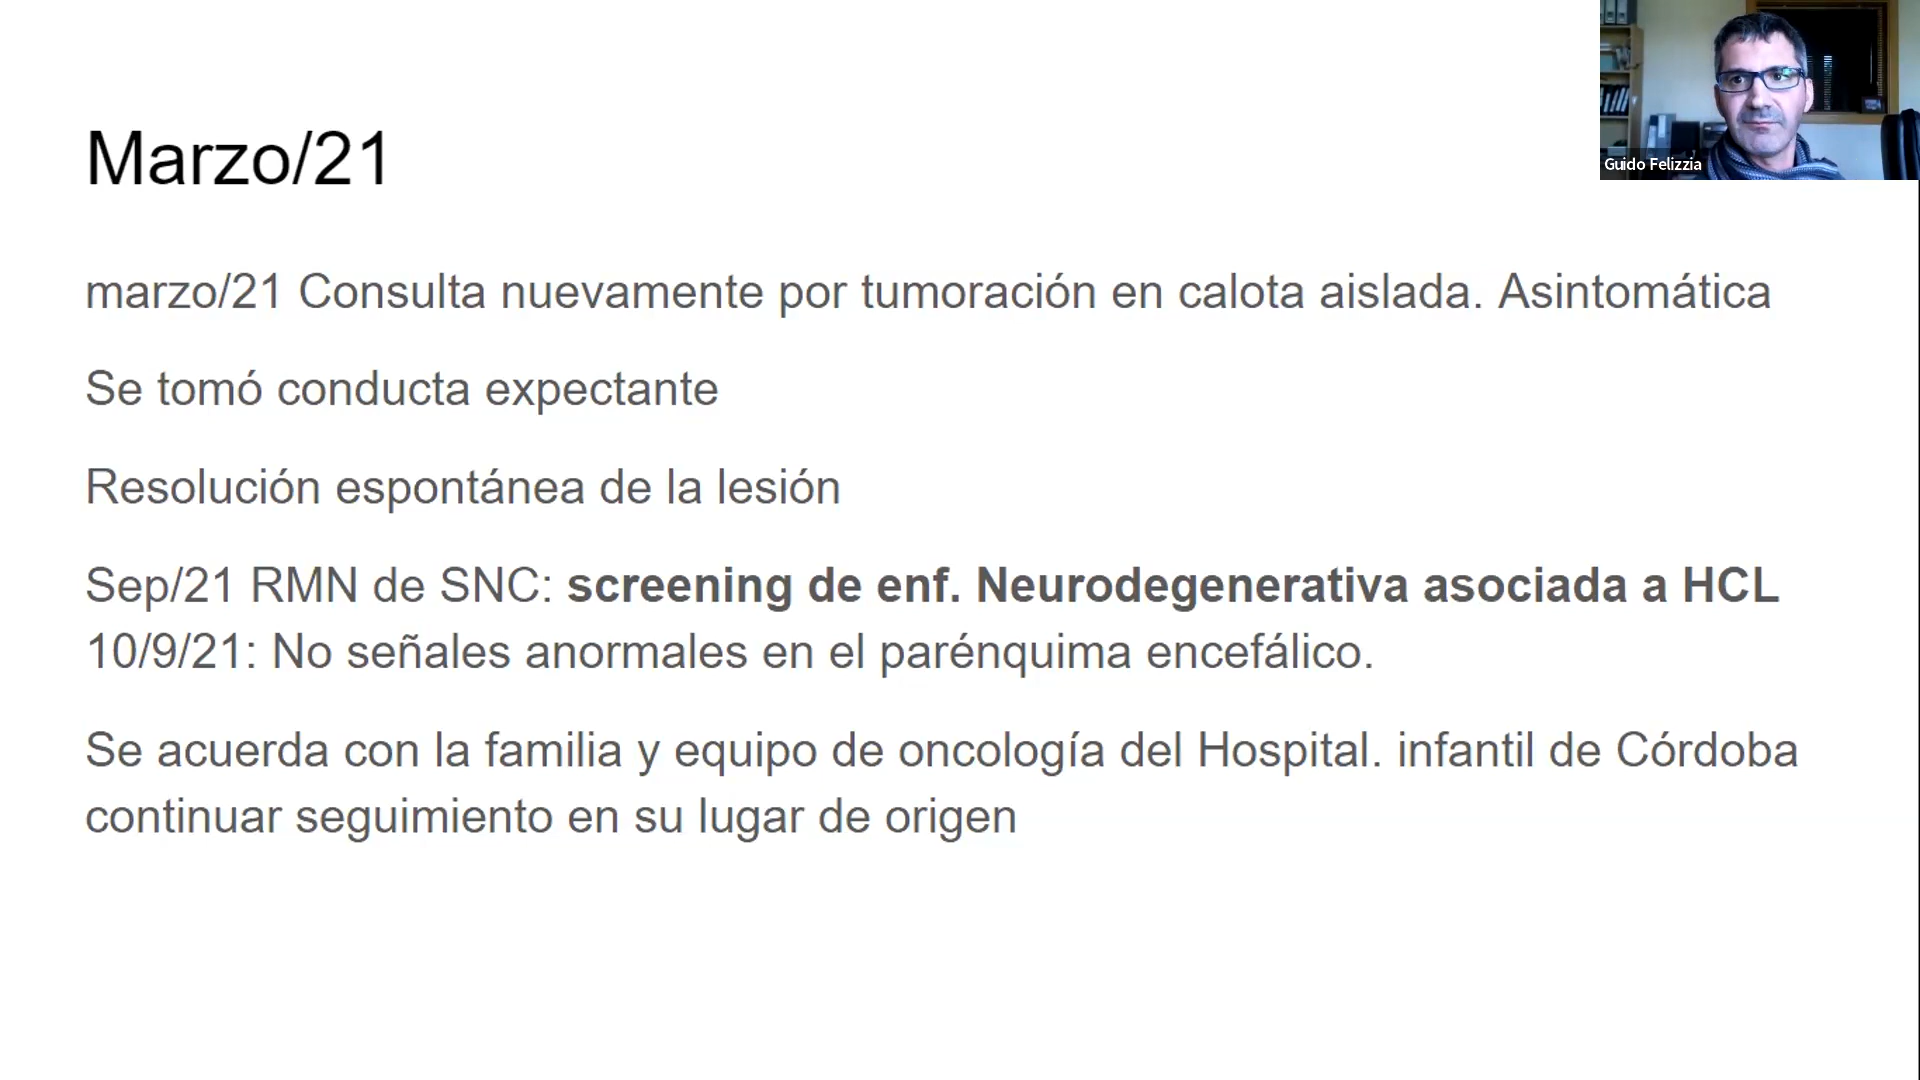 Guido Felizzia
Marzo/21
marzo/21 Consulta nuevamente por tumoración en calota aislada. Asintomática
Se tomó conducta expectante
Resolución espontánea de la lesión
Sep/21 RMN de SNC: screening de enf. Neurodegenerativa asociada a HCL
10/9/21: No señales anormales en el parénquima encefálico.
Se acuerda con la familia y equipo de oncología del Hospital. infantil de Córdoba
continuar seguimiento en su lugar de origen